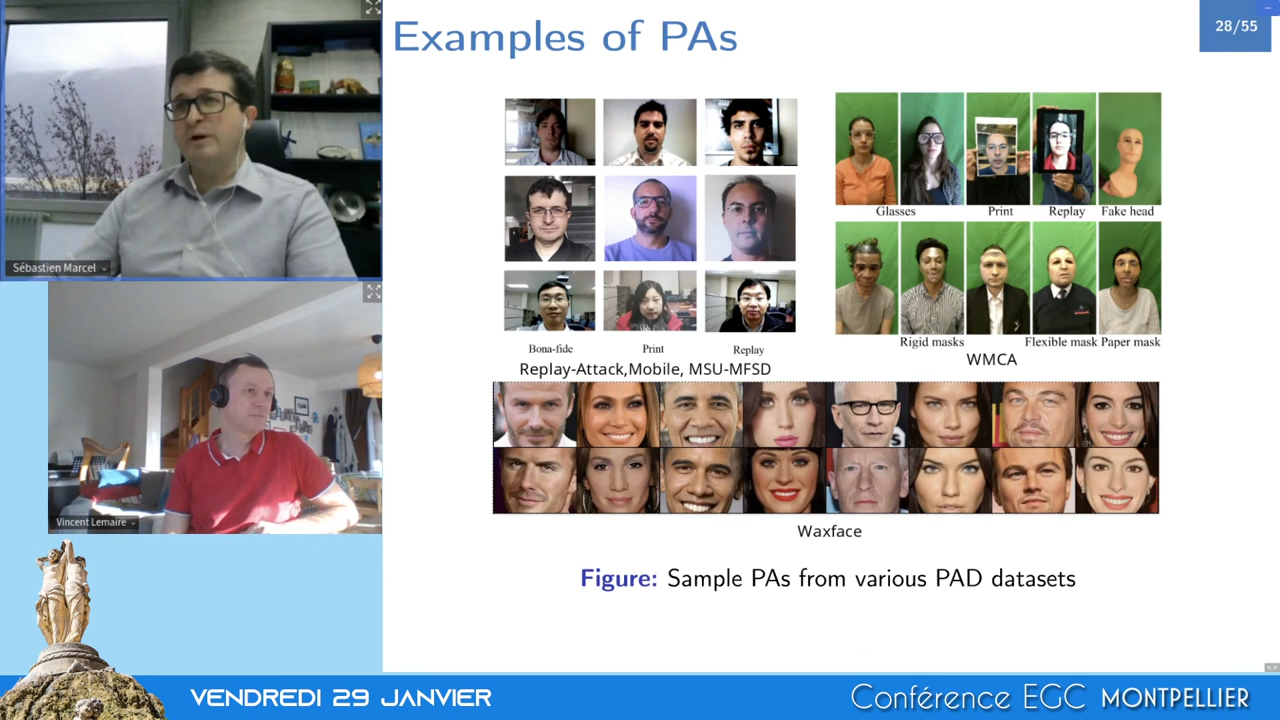 Examples of PAs
28/55
Sébastien Marcel
Vincent Lemaire
Glasses Print Replay Fake head
Rigid masks Flexible mask Paper mask
WMCA
Bona-fide Print Replay
Replay-Attack,Mobile, MSU-MFSD
Waxface
Figure: Sample PAs from various PAD datasets
VENDREDI 29 JANVIER
Conférence EGC MONTPELLIER